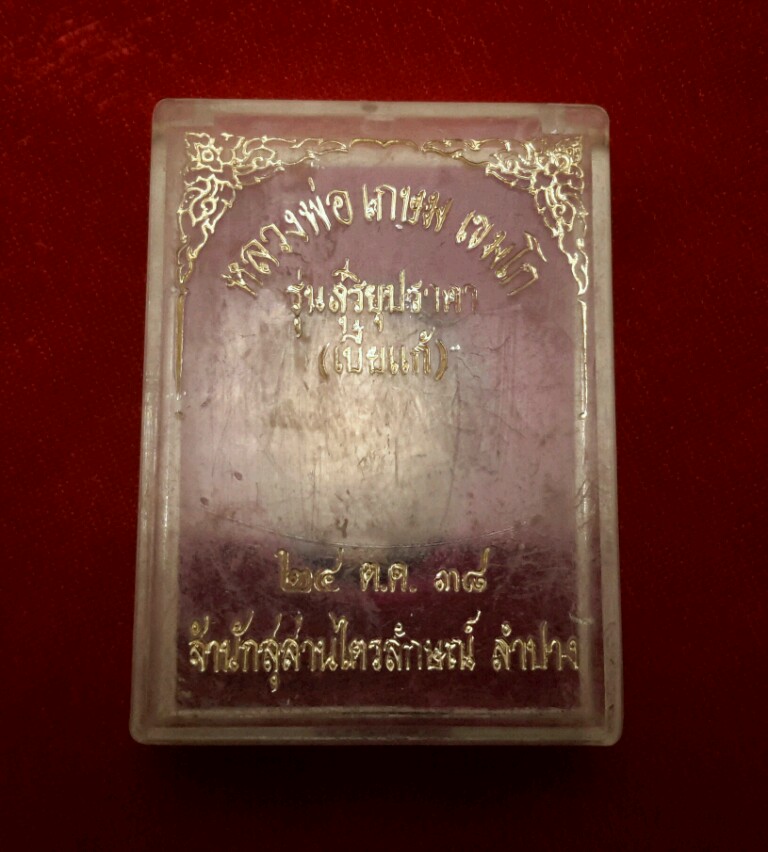 หลวงพ่อ เกษม เขมโก
รุ่นสุริยุปราคา
(เบี้ยแก้)
๒๔ ต.ค. ๓๘
สำนักสุสานไตรลักษณ์ ลำปาง